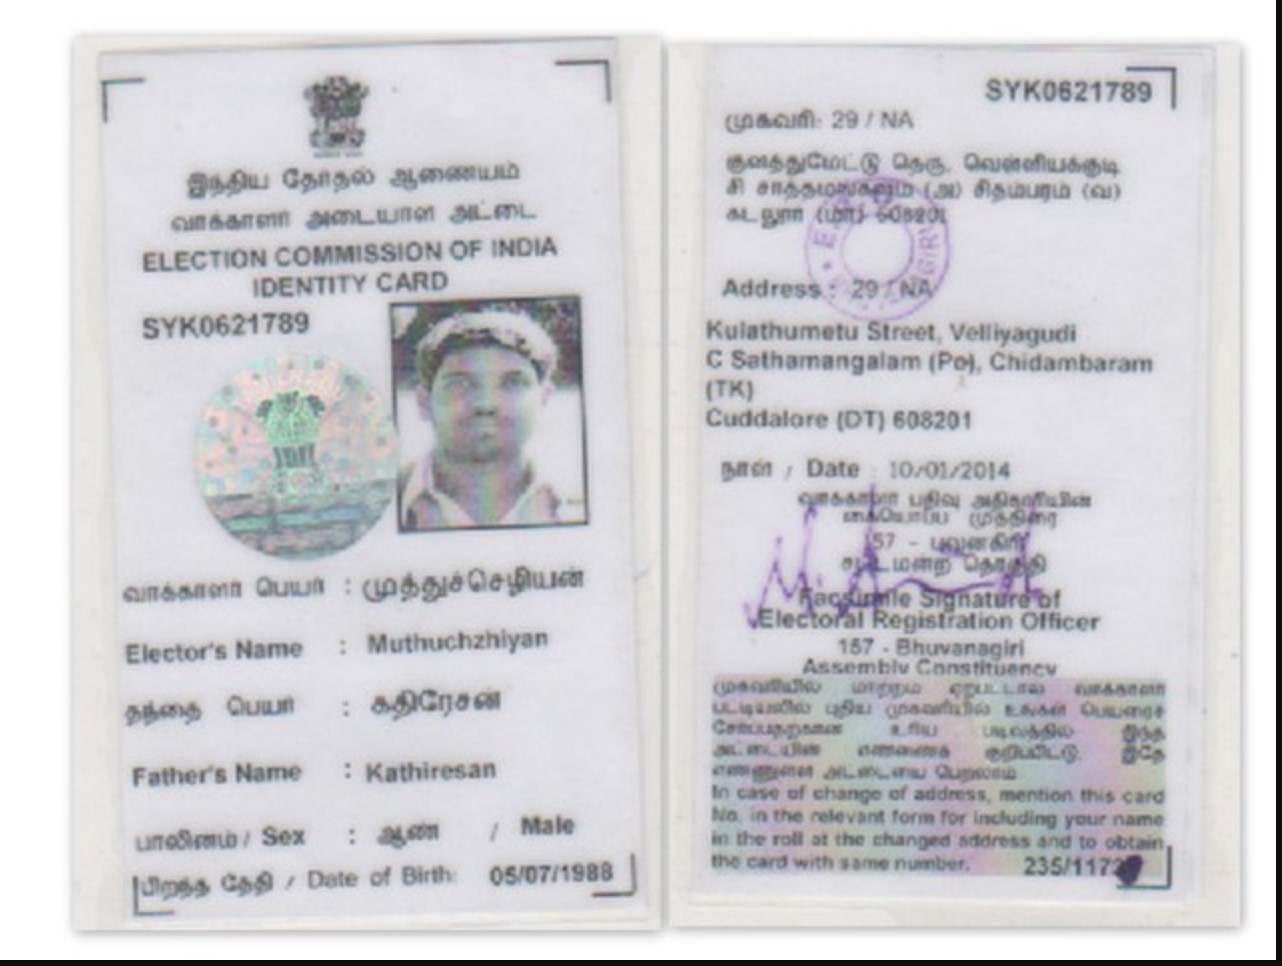 இந்திய தேர்தல் ஆணையம்
வாக்காளர் அடையாள அட்டை
ELECTION COMMISSION OF INDIA
IDENTITY CARD
SYK0621789
வாக்காளர் பெயர் : முத்துச்செழியன்
Elector's Name : Muthuchzhiyan
தந்தை பெயர் : கதிரேசன்
Father's Name : Kathiresan
பாலினம் / Sex : ஆண் / Male
பிறந்த தேதி / Date of Birth: 05/07/1988
SYK0621789
முகவரி: 29 / NA
குளத்துமேட்டு தெரு, வெள்ளியக்குடி
சி சாத்தமங்கலம் (அ) சிதம்பரம் (வ)
கடலூர் (மா) 608201
Address : 29 / NA
Kulathumetu Street, Velliyagudi
C Sathamangalam (Po), Chidambaram
(TK)
Cuddalore (DT) 608201
நாள் / Date : 10/01/2014
வாக்காளர் பதிவு அதிகாரியின்
கையொப்ப முத்திரை
157 - புவனகிரி
சட்டமன்ற தொகுதி
Facsimile Signature of
Electoral Registration Officer
157 - Bhuvanagiri
Assembly Constituency
முகவரியில் மாற்றம் ஏற்பட்டால் வாக்காளர்
பட்டியலில் புதிய முகவரியில் உங்கள் பெயரைச்
சேர்ப்பதற்கான உரிய படிவத்தில் இந்த
அட்டையின் எண்ணைக் குறிப்பிட்டு, இதே
எண்ணுள்ள அட்டையை பெறலாம்
In case of change of address, mention this card
No. in the relevant form for including your name
in the roll at the changed address and to obtain
the card with same number.